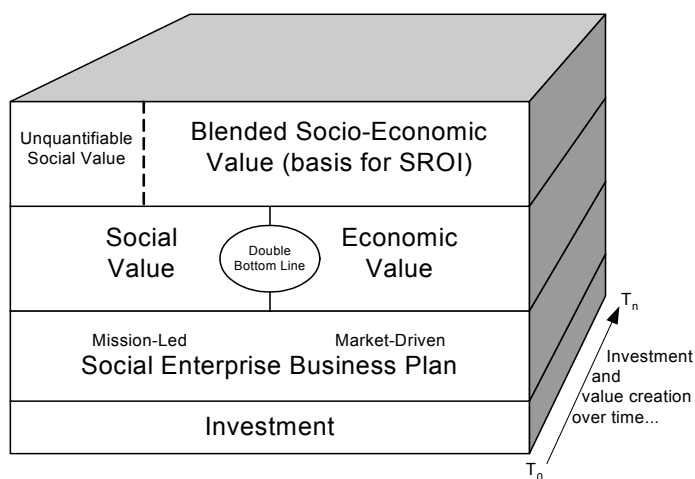 Unquantifiable
Social Value
Blended Socio-Economic
Value (basis for SROI)
Social
Value
Double
Bottom Line
Economic
Value
Mission-Led
Market-Driven
Social Enterprise Business Plan
Investment
Tn
Investment
and
value creation
over time...
T0